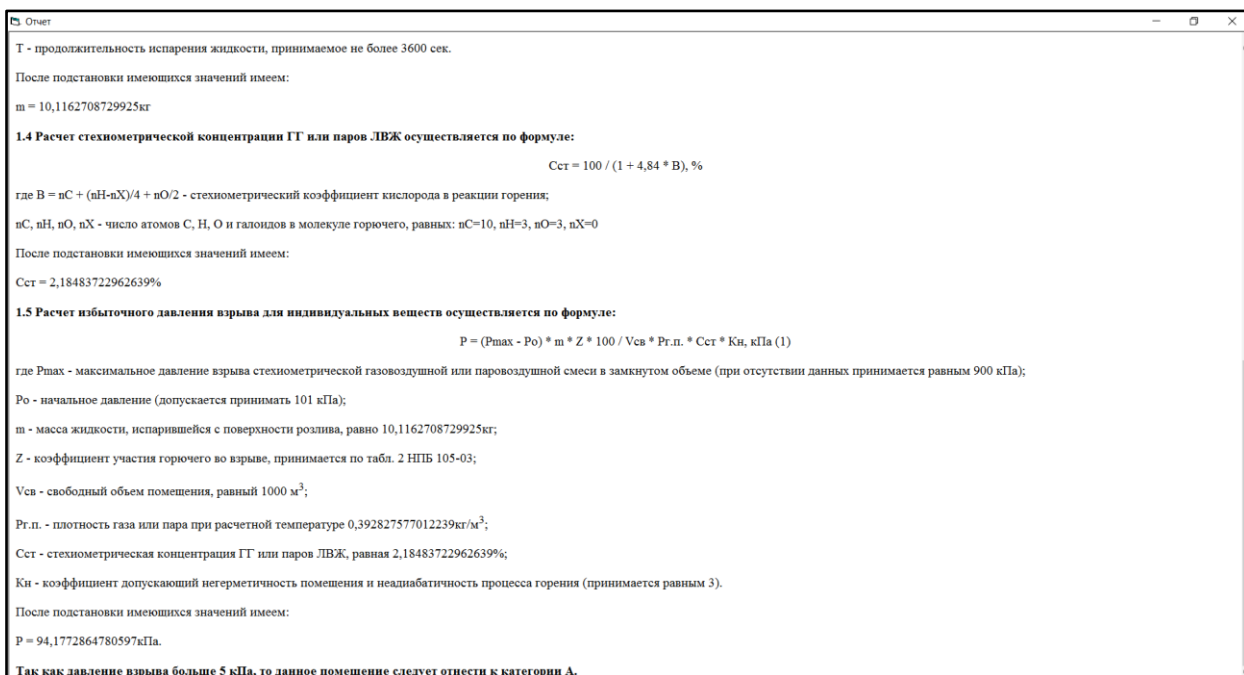 Отчет
Т - продолжительность испарения жидкости, принимаемое не более 3600 сек.
После подстановки имеющихся значений имеем:
m = 10,1162708729925кг
1.4 Расчет стехиометрической концентрации ГГ или паров ЛВЖ осуществляется по формуле:
Сст = 100 / (1 + 4,84 * В), %
где В = nC + (nH-nX)/4 + nO/2 - стехиометрический коэффициент кислорода в реакции горения;
nC, nH, nO, nX - число атомов С, Н, О и галоидов в молекуле горючего, равных: nC=10, nH=3, nO=3, nX=0
После подстановки имеющихся значений имеем:
Сст = 2,18483722962639%
1.5 Расчет избыточного давления взрыва для индивидуальных веществ осуществляется по формуле:
P = (Pmax - Po) * m * Z * 100 / Vсв * Рг.п. * Сст * Кн, кПа (1)
где Pmax - максимальное давление взрыва стехиометрической газовоздушной или паровоздушной смеси в замкнутом объеме (при отсутствии данных принимается равным 900 кПа);
Ро - начальное давление (допускается принимать 101 кПа);
m - масса жидкости, испарившейся с поверхности розлива, равно 10,1162708729925кг;
Z - коэффициент участия горючего во взрыве, принимается по табл. 2 НПБ 105-03;
Vсв - свободный объем помещения, равный 1000 м³;
Рг.п. - плотность газа или пара при расчетной температуре 0,392827577012239кг/м³;
Сст - стехиометрическая концентрация ГГ или паров ЛВЖ, равная 2,18483722962639%;
Кн - коэффициент допускающий негерметичность помещения и неадиабатичность процесса горения (принимается равным 3).
После подстановки имеющихся значений имеем:
P = 94,1772864780597кПа.
Так как давление взрыва больше 5 кПа, то данное помещение следует отнести к категории А.